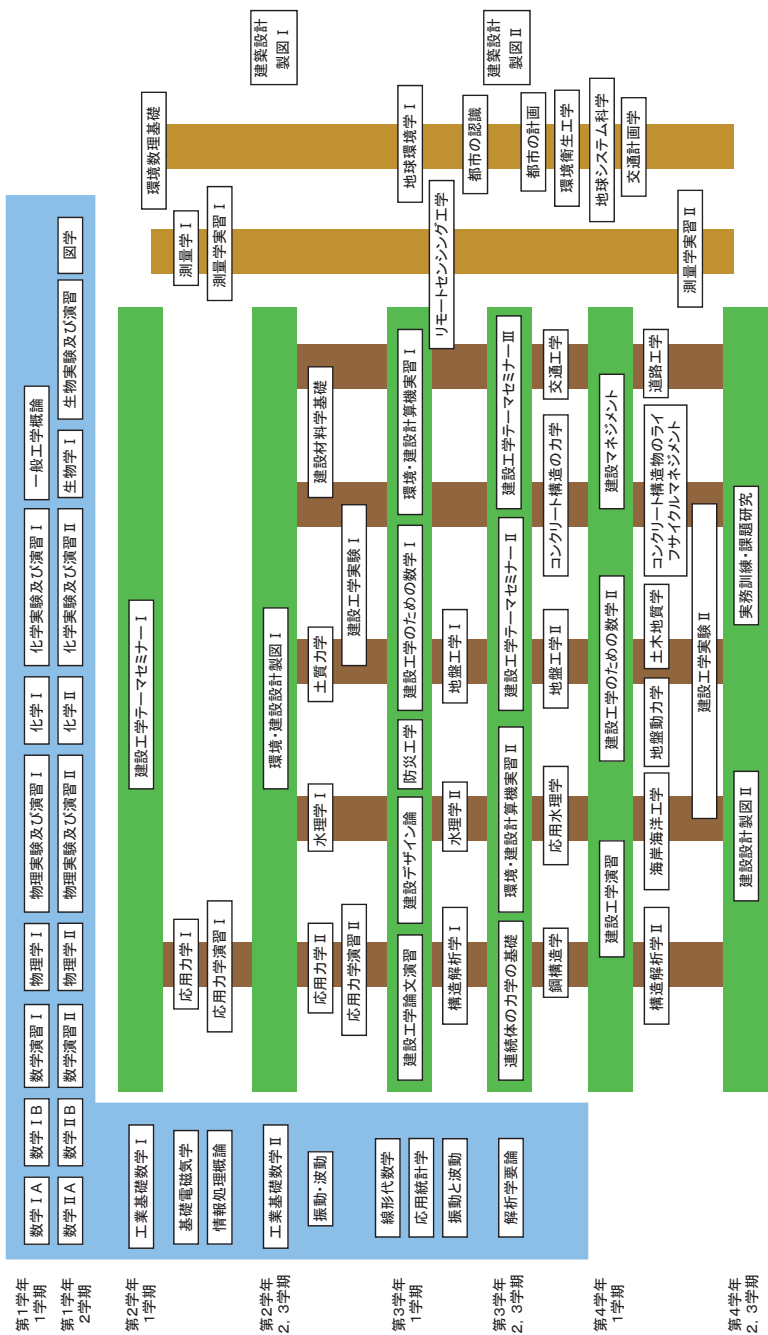 第1学年
1学期
数学ⅠA
数学ⅠB
数学演習Ⅰ
物理学Ⅰ
物理実験及び演習Ⅰ
化学Ⅰ
化学実験及び演習Ⅰ
一般工学概論
第1学年
2学期
数学ⅡA
数学ⅡB
数学演習Ⅱ
物理学Ⅱ
物理実験及び演習Ⅱ
化学Ⅱ
化学実験及び演習Ⅱ
生物学Ⅰ
生物実験及び演習
図学
第2学年
1学期
工業基礎数学Ⅰ
建設工学テーマセミナーⅠ
環境数理基礎
基礎電磁気学
応用力学Ⅰ
測量学Ⅰ
情報処理概論
応用力学演習Ⅰ
測量学実習Ⅰ
第2学年
2, 3学期
工業基礎数学Ⅱ
環境・建設設計製図Ⅰ
建築設計
製図Ⅰ
振動・波動
応用力学Ⅱ
水理学Ⅰ
土質力学
建設材料学基礎
応用力学演習Ⅱ
建設工学実験Ⅰ
第3学年
1学期
線形代数学
応用統計学
振動と波動
建設工学論文演習
建設デザイン論
防災工学
建設工学のための数学Ⅰ
環境・建設計算機実習Ⅰ
地球環境学Ⅰ
構造解析学Ⅰ
水理学Ⅱ
地盤工学Ⅰ
リモートセンシング工学
都市の認識
第3学年
2, 3学期
解析学要論
連続体の力学の基礎
環境・建設計算機実習Ⅱ
建設工学テーマセミナーⅡ
建設工学テーマセミナーⅢ
建築設計
製図Ⅱ
都市の計画
鋼構造学
応用水理学
地盤工学Ⅱ
コンクリート構造の力学
交通工学
環境衛生工学
第4学年
1学期
建設工学演習
建設工学のための数学Ⅱ
建設マネジメント
地球システム科学
交通計画学
構造解析学Ⅱ
海岸海洋工学
地盤動力学
土木地質学
コンクリート構造物のライ
フサイクルマネジメント
道路工学
建設工学実験Ⅱ
測量学実習Ⅱ
第4学年
2, 3学期
建設設計製図Ⅱ
実務訓練・課題研究